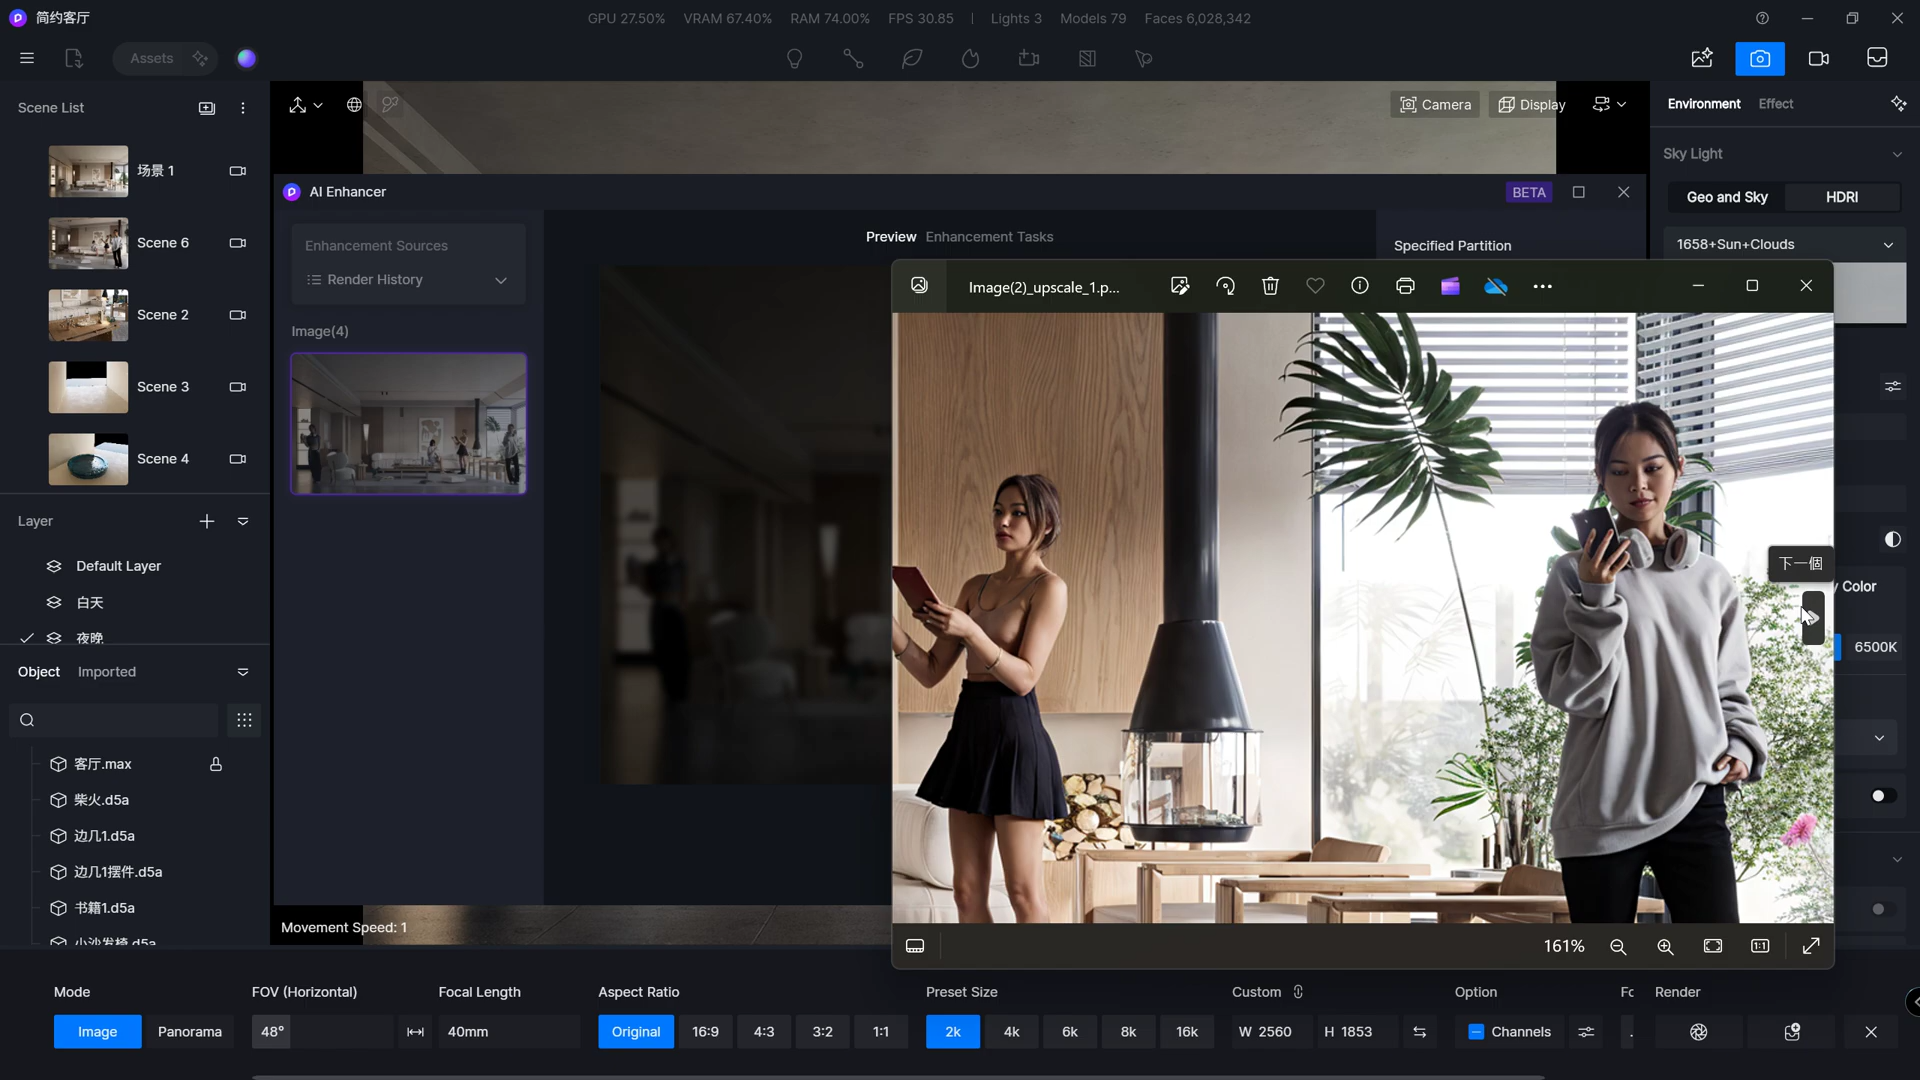 简约客厅
GPU 27.50% VRAM 67.40% RAM 74.00% FPS 30.85 | Lights 3 Models 79 Faces 6,028,342
Assets
Scene List
Camera
Display
Environment Effect
场景 1
Sky Light
AI Enhancer
BETA
Geo and Sky
HDRI
Scene 6
Enhancement Sources
Preview Enhancement Tasks
Specified Partition
1658+Sun+Clouds
Render History
Image(2)_upscale_1.p...
Scene 2
Image(4)
Scene 3
Scene 4
Layer
Default Layer
下一個
Color
白天
夜晚
6500K
Object Imported
客厅.max
柴火.d5a
边几1.d5a
边几1摆件.d5a
书籍1.d5a
小沙发椅.d5a
Movement Speed: 1
161%
Mode
FOV (Horizontal)
Focal Length
Aspect Ratio
Preset Size
Custom
Option
Render
Image
Panorama
48°
40mm
Original
16:9
4:3
3:2
1:1
2k
4k
6k
8k
16k
W 2560
H 1853
Channels